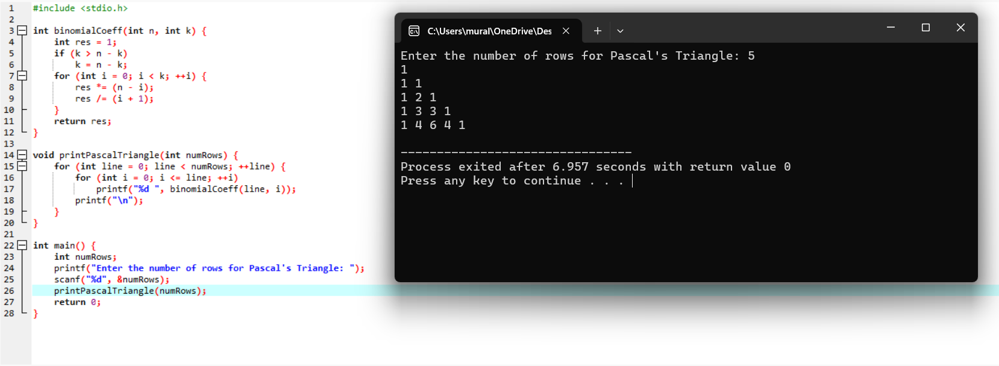 1 #include <stdio.h>
2
3 int binomialCoeff(int n, int k) {
4     int res = 1;
5     if (k > n - k)
6         k = n - k;
7     for (int i = 0; i < k; ++i) {
8         res *= (n - i);
9         res /= (i + 1);
10     }
11     return res;
12 }
13
14 void printPascalTriangle(int numRows) {
15     for (int line = 0; line < numRows; ++line) {
16         for (int i = 0; i <= line; ++i)
17             printf("%d ", binomialCoeff(line, i));
18         printf("\n");
19     }
20 }
21
22 int main() {
23     int numRows;
24     printf("Enter the number of rows for Pascal's Triangle: ");
25     scanf("%d", &numRows);
26     printPascalTriangle(numRows);
27     return 0;
28 }
C:\Users\mural\OneDrive\Des
Enter the number of rows for Pascal's Triangle: 5
1
1 1
1 2 1
1 3 3 1
1 4 6 4 1
--------------------------------
Process exited after 6.957 seconds with return value 0
Press any key to continue . . .